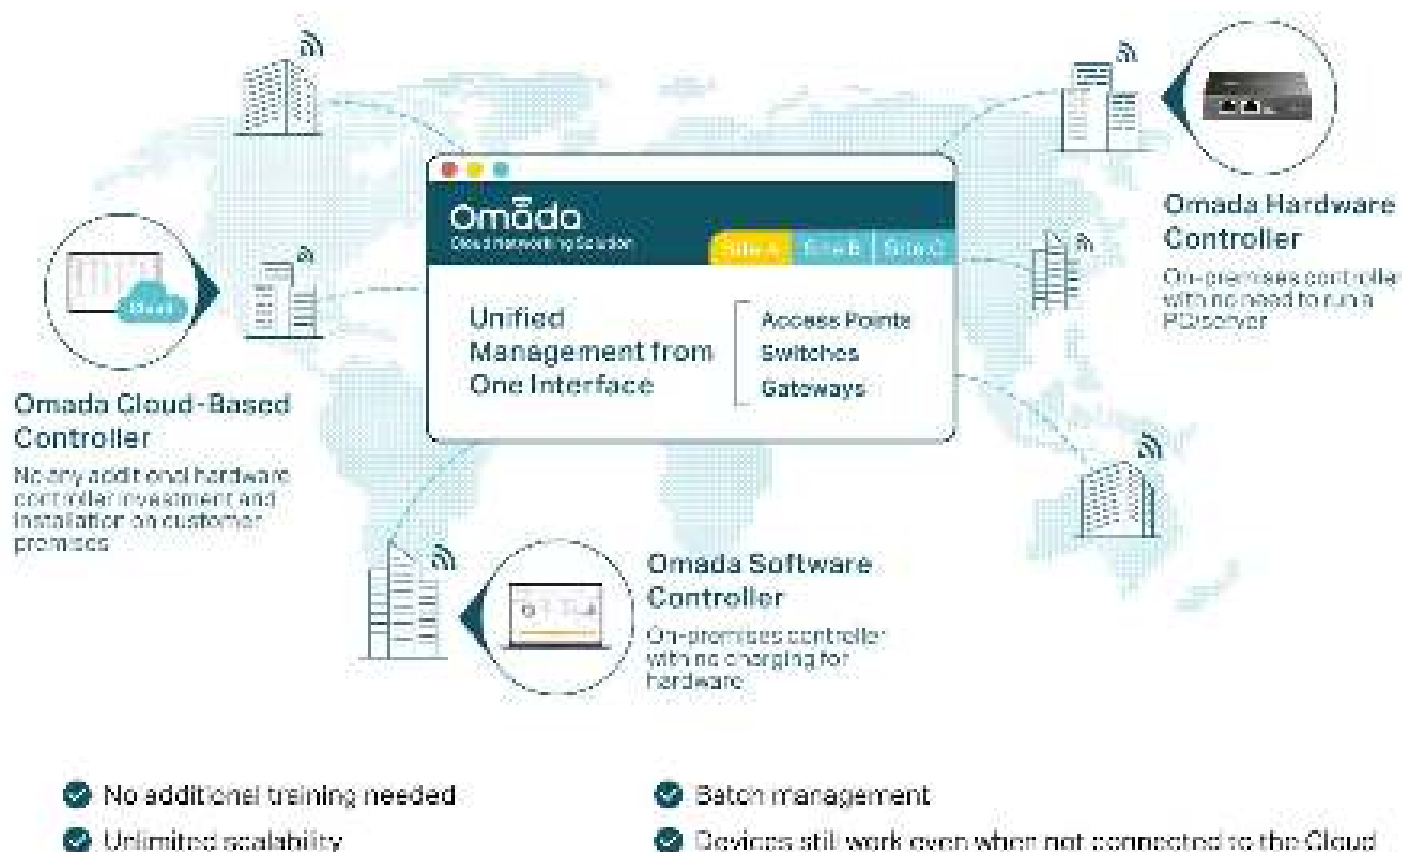 Omada
Cloud Networking Solution
Site A Site B Site C
Unified
Management from
One Interface
Access Points
Switches
Gateways
Omada Hardware
Controller
On-premises controller
with no need to run a
PC/server
Omada Cloud-Based
Controller
No any additional hardware
controller investment and
installation on customer
premises
Omada Software
Controller
On-premises controller
with no charging for
hardware
No additional training needed
Batch management
Unlimited scalability
Devices still work even when not connected to the Cloud